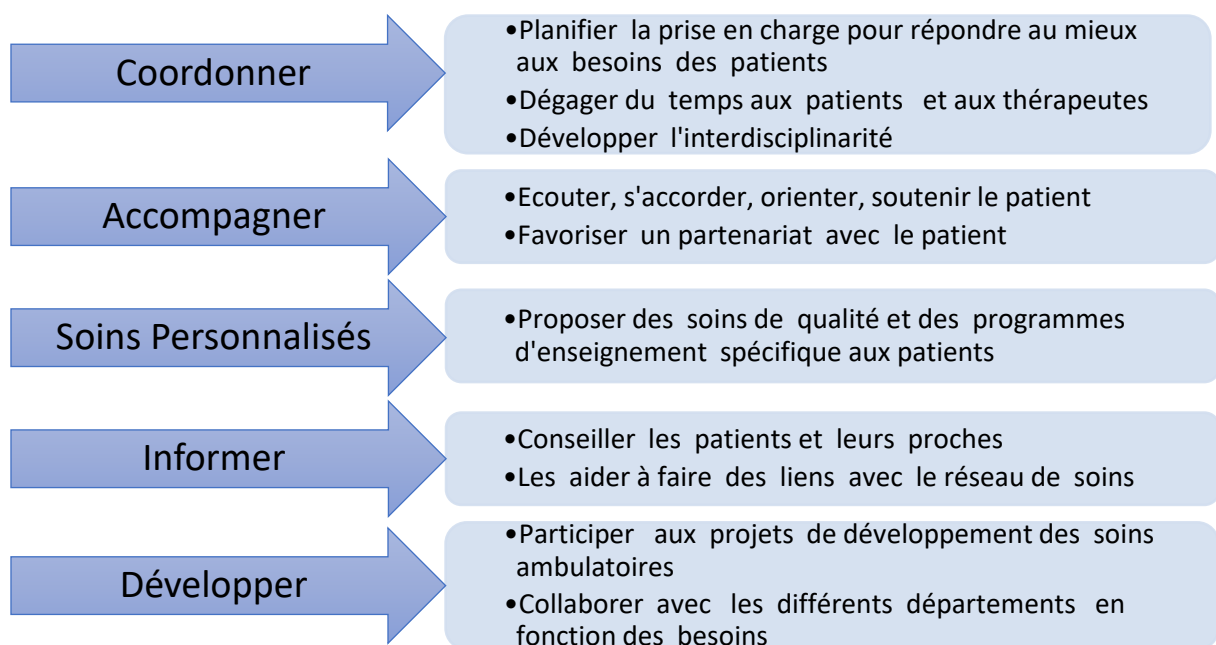 Coordonner
•Planifier la prise en charge pour répondre au mieux
aux besoins des patients
•Dégager du temps aux patients et aux thérapeutes
•Développer l'interdisciplinarité
Accompagner
•Ecouter, s'accorder, orienter, soutenir le patient
•Favoriser un partenariat avec le patient
Soins Personnalisés
•Proposer des soins de qualité et des programmes
d'enseignement spécifique aux patients
Informer
•Conseiller les patients et leurs proches
•Les aider à faire des liens avec le réseau de soins
Développer
•Participer aux projets de développement des soins
ambulatoires
•Collaborer avec les différents départements en
fonction des besoins